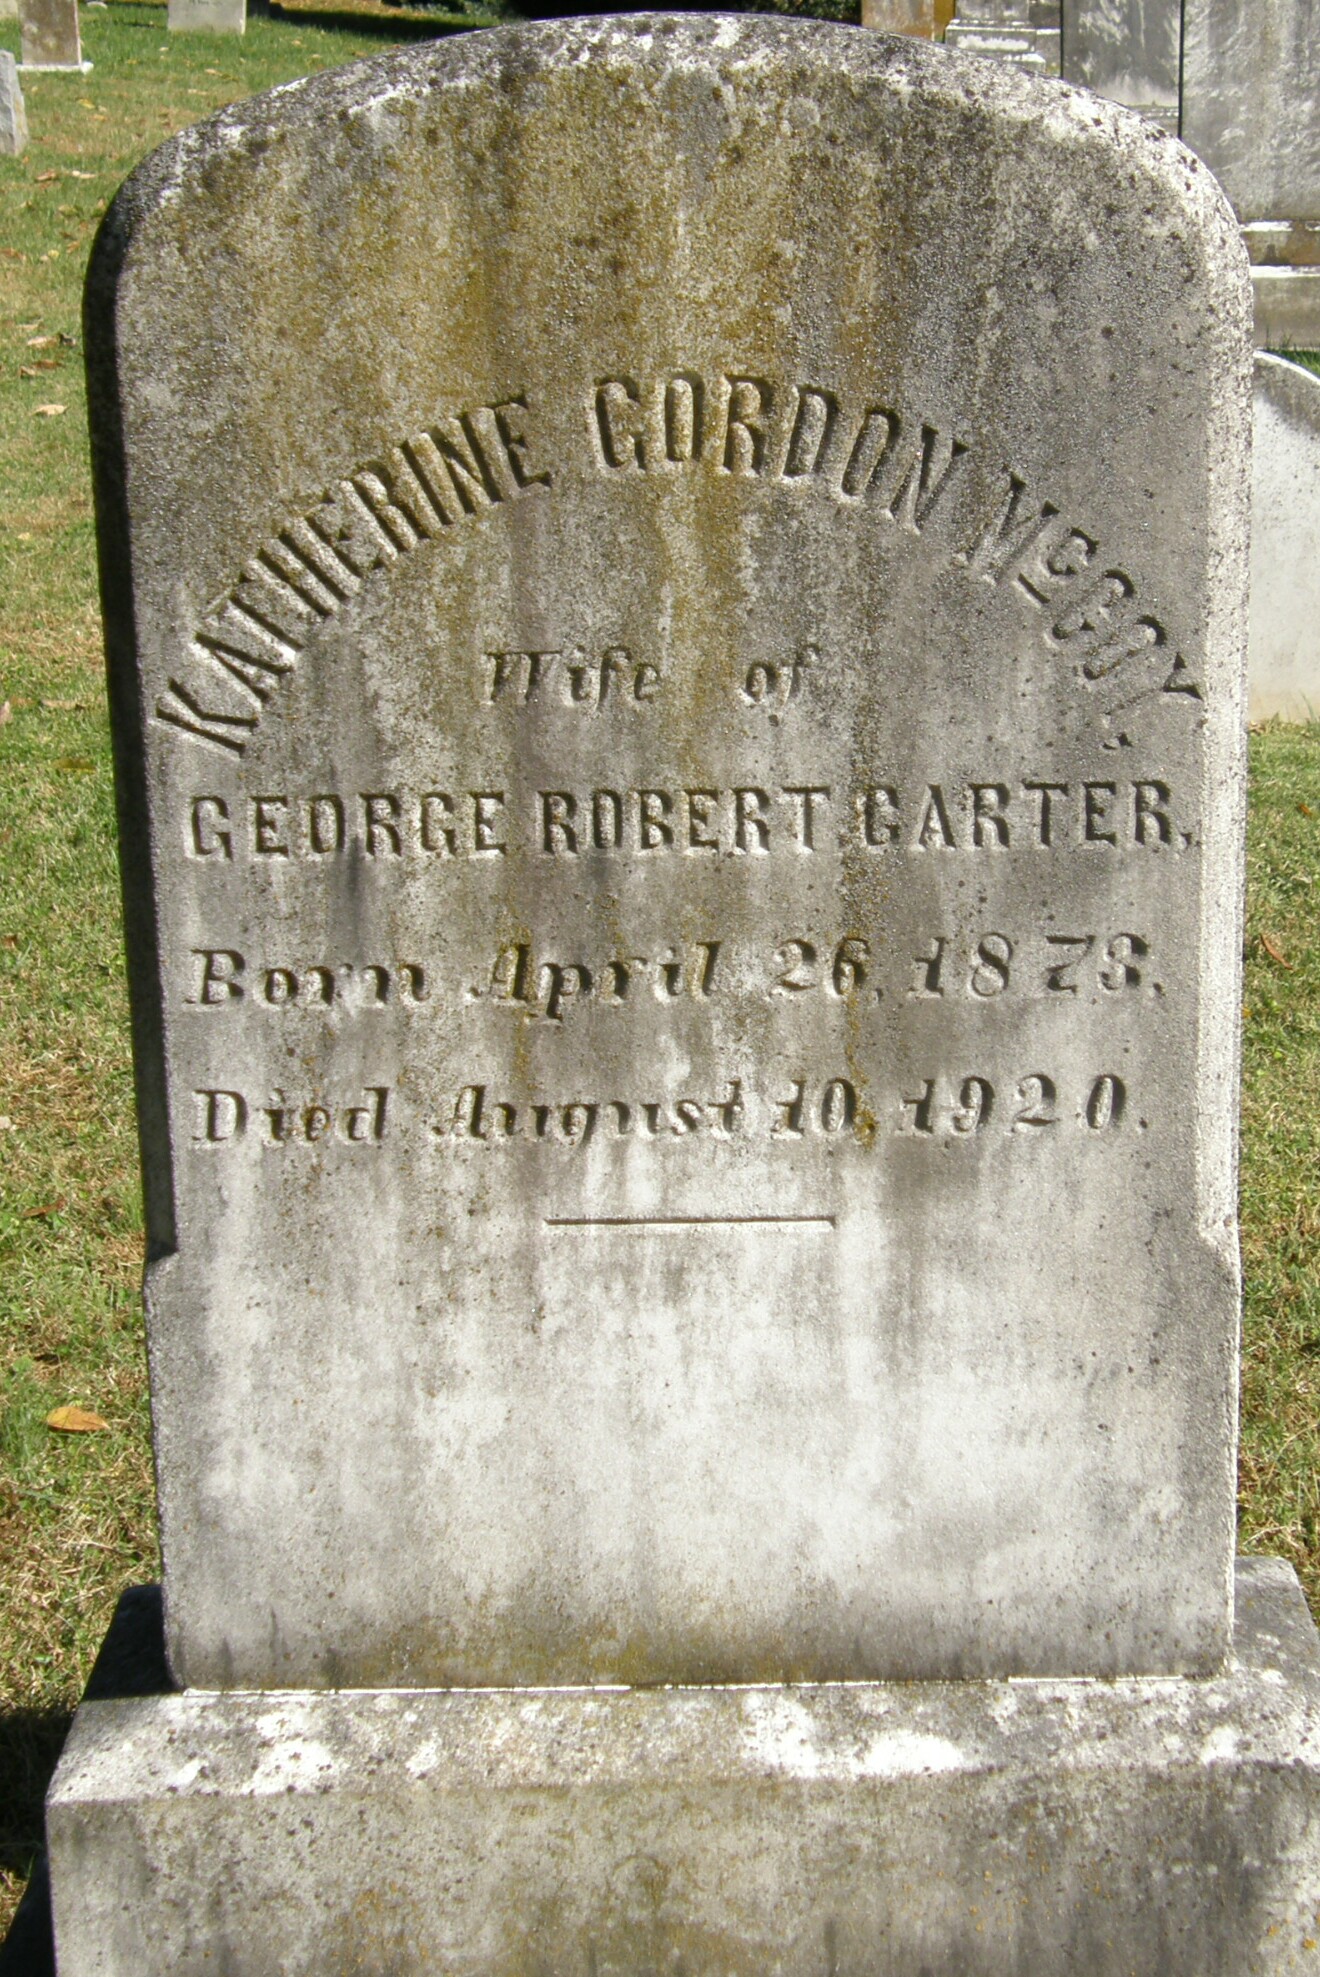 KATHERINE GORDON McCOY,
Wife of
GEORGE ROBERT CARTER,
Born April 26, 1873.
Died August 10, 1920.